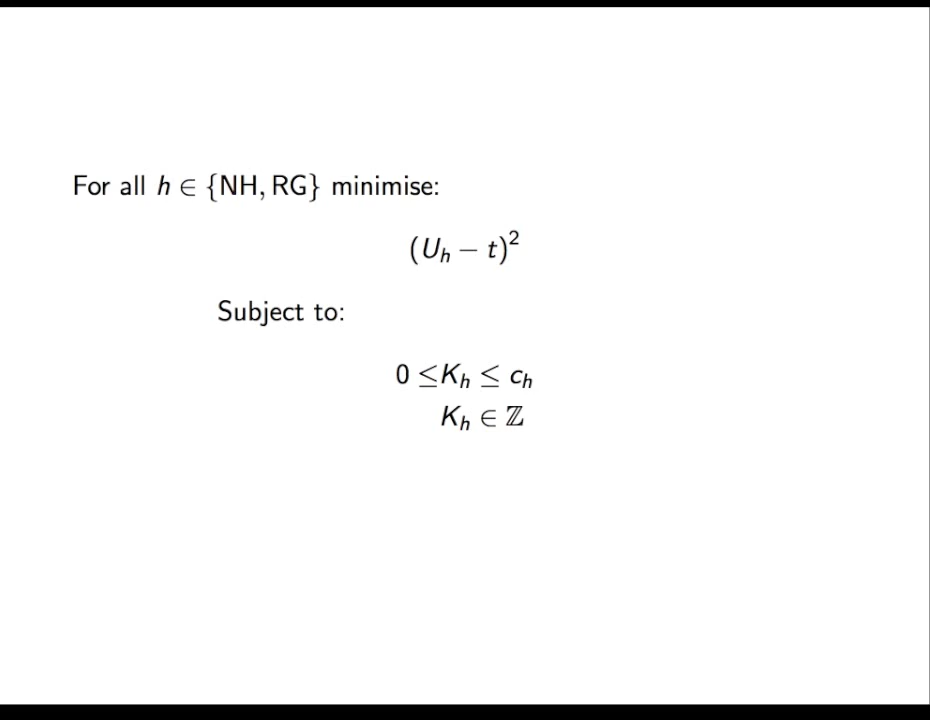 For all h ∈ {NH, RG} minimise:
(U_h − t)^2
Subject to:
0 ≤ K_h ≤ c_h
K_h ∈ ℤ